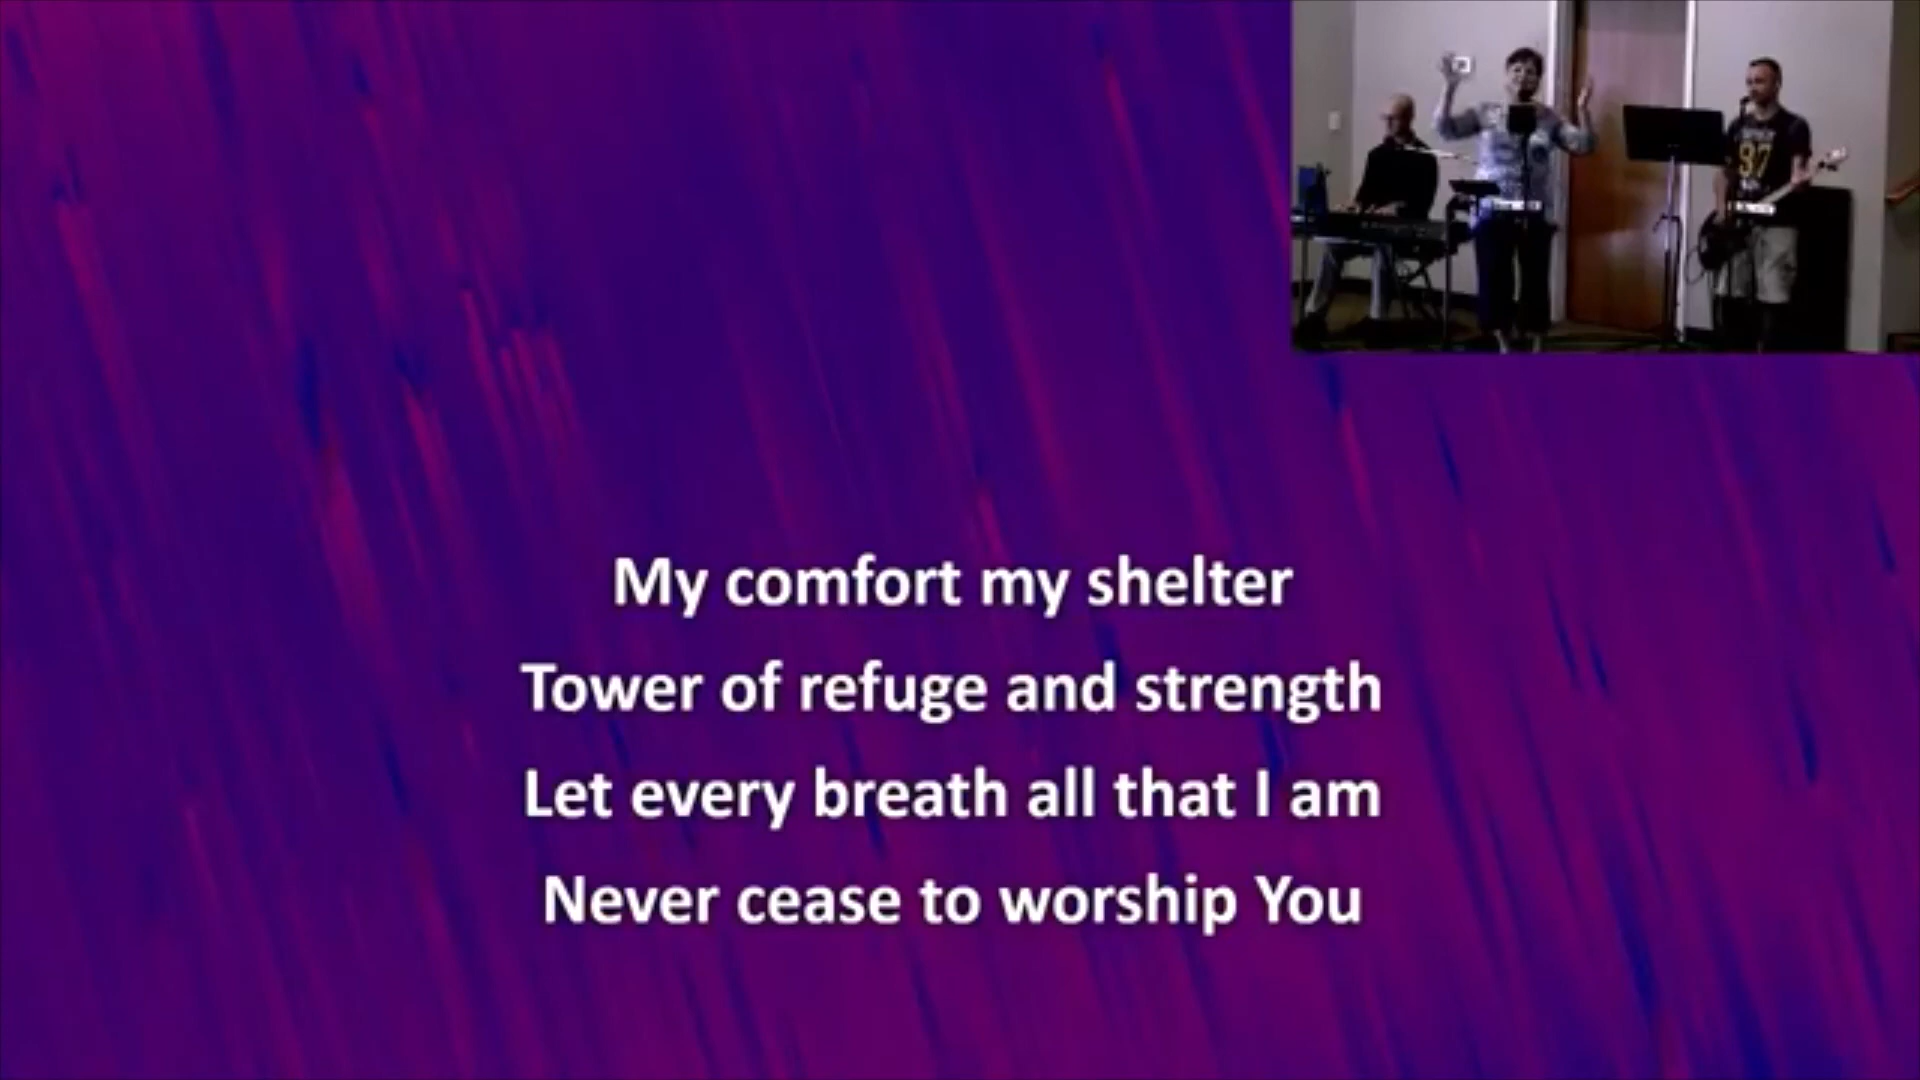 My comfort my shelter
Tower of refuge and strength
Let every breath all that I am
Never cease to worship You
37